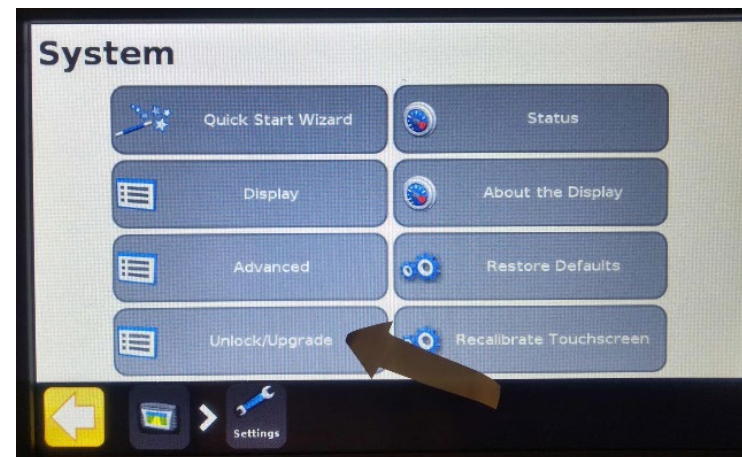 System
Quick Start Wizard
Status
Display
About the Display
Advanced
Restore Defaults
Unlock/Upgrade
Recalibrate Touchscreen
Settings